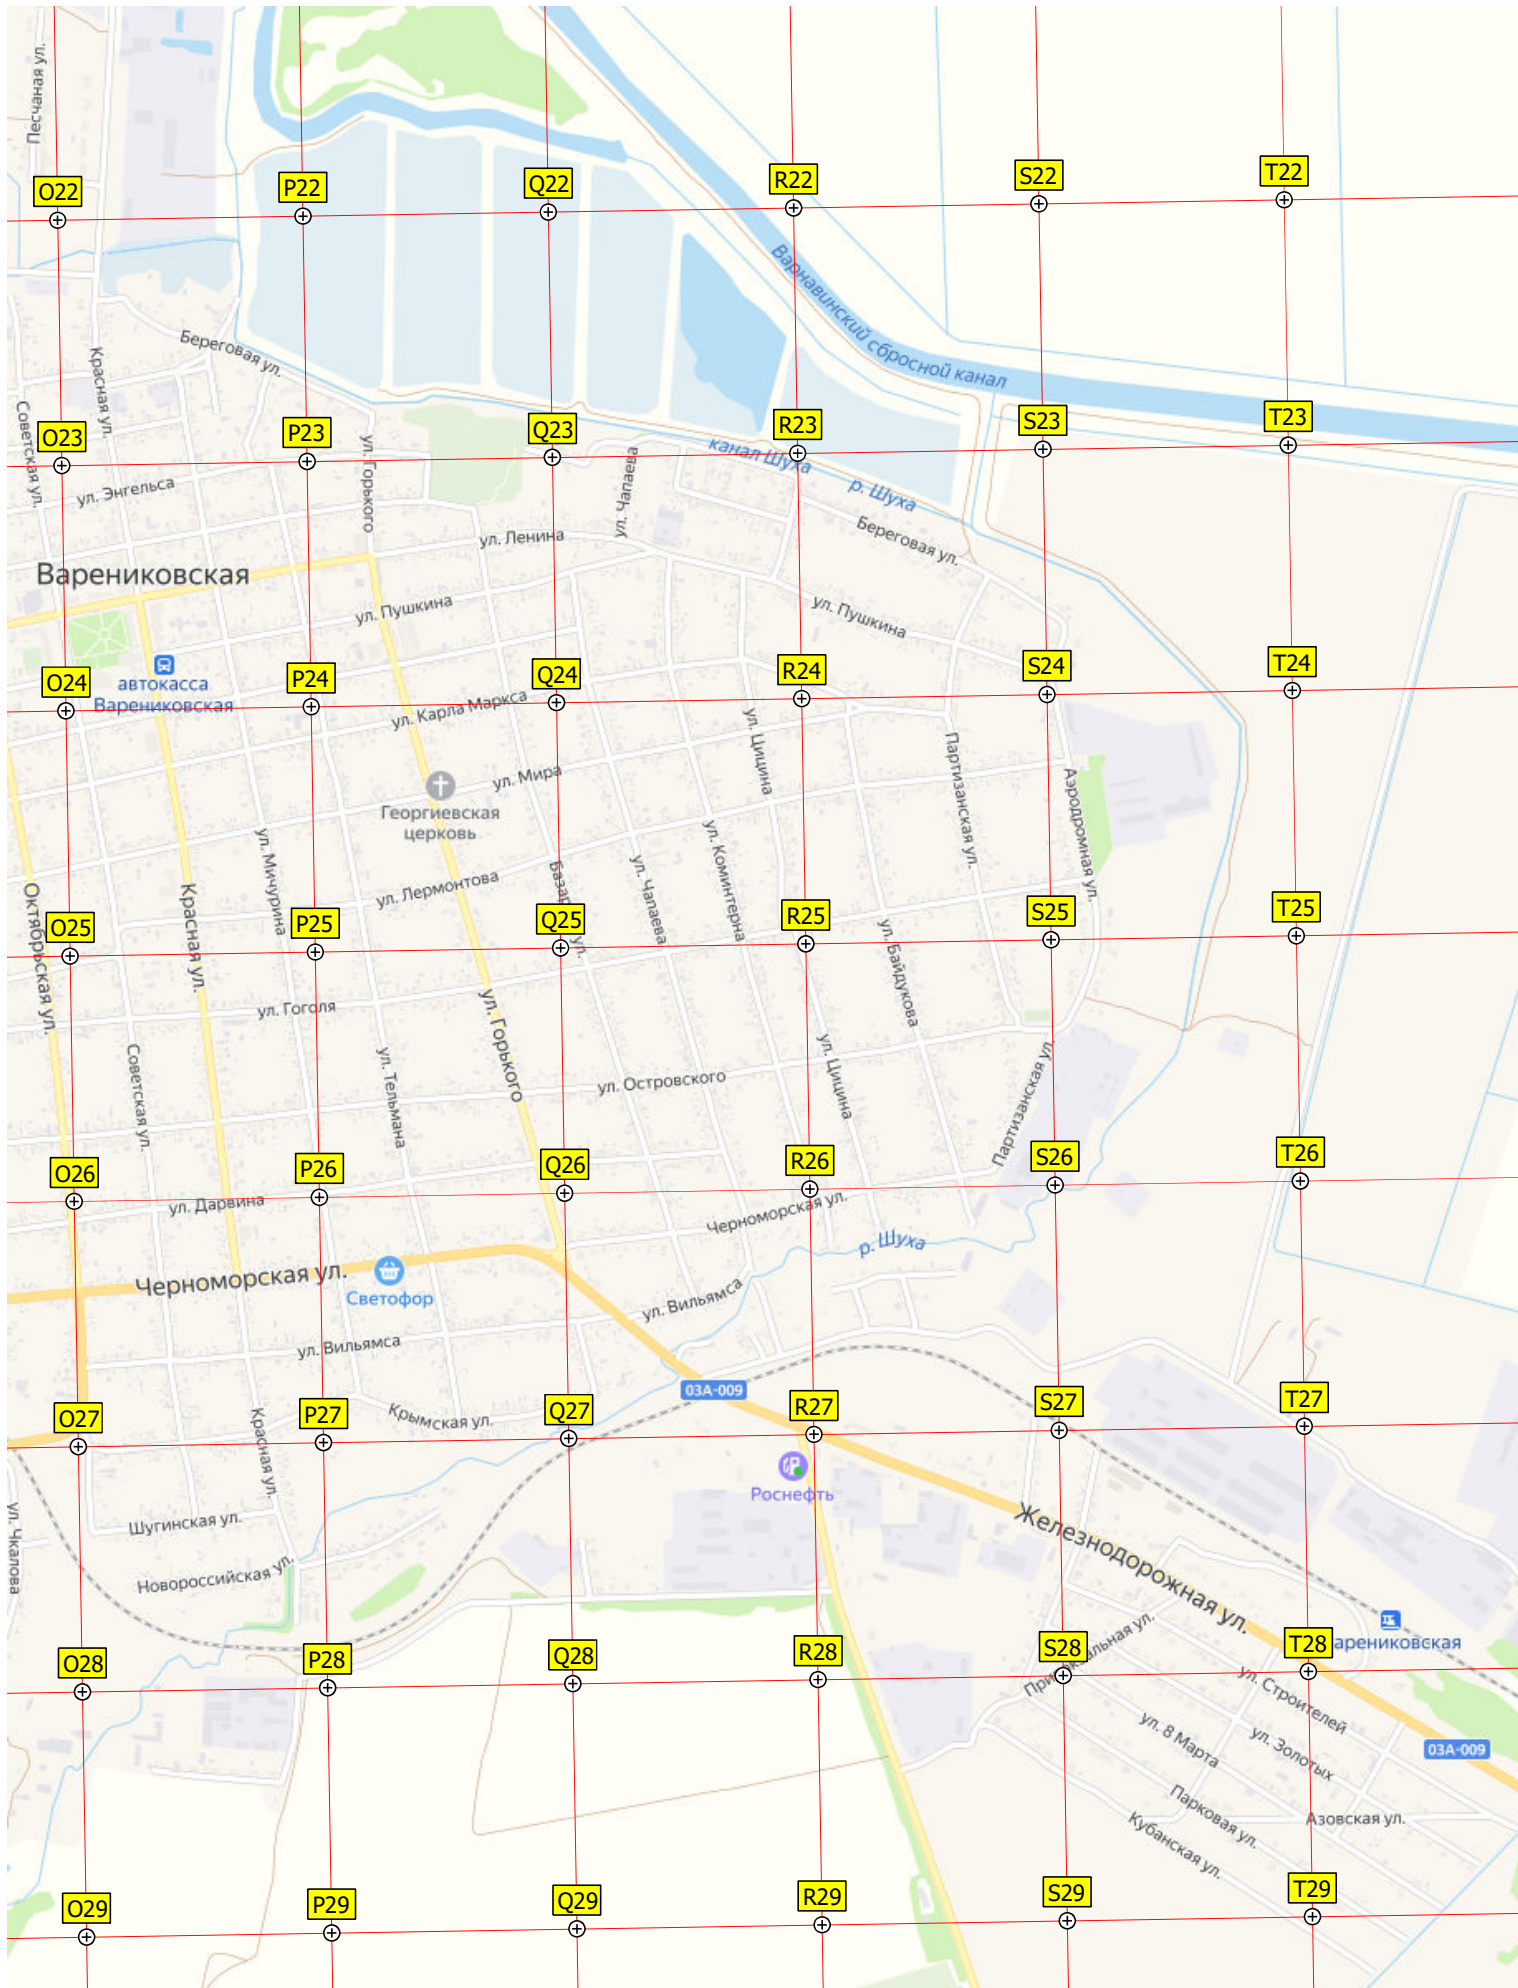 Песчаная ул.
O22
P22
Q22
R22
S22
T22
Варнавинский сбросной канал
Береговая ул.
Красная ул.
Советская ул.
O23
P23
Q23
R23
S23
T23
ул. Горького
ул. Чапаева
канал Шуха
р. Шуха
ул. Энгельса
ул. Ленина
Береговая ул.
Варениковская
ул. Пушкина
ул. Пушкина
автокасса
Варениковская
O24
P24
Q24
R24
S24
T24
ул. Карла Маркса
ул. Цицина
Партизанская ул.
Аэродромная ул.
ул. Мира
Георгиевская
церковь
ул. Мичурина
ул. Лермонтова
ул. Чапаева
ул. Коминтерна
Октябрьская ул.
Красная ул.
O25
P25
Q25
R25
S25
T25
ул. Байдукова
ул. Гоголя
ул. Горького
Советская ул.
ул. Тельмана
ул. Островского
ул. Цицина
Партизанская ул.
O26
P26
Q26
R26
S26
T26
ул. Дарвина
Черноморская ул.
р. Шуха
Черноморская ул.
Светофор
ул. Вильямса
ул. Вильямса
03А-009
O27
P27
Q27
R27
S27
T27
Крымская ул.
Красная ул.
Роснефть
Железнодорожная ул.
ул. Чкалова
Шугинская ул.
Новороссийская ул.
O28
P28
Q28
R28
S28
T28
ул. Строителей
ул. 8 Марта
ул. Золотых
03А-009
Парковая ул.
Азовская ул.
Кубанская ул.
O29
P29
Q29
R29
S29
T29